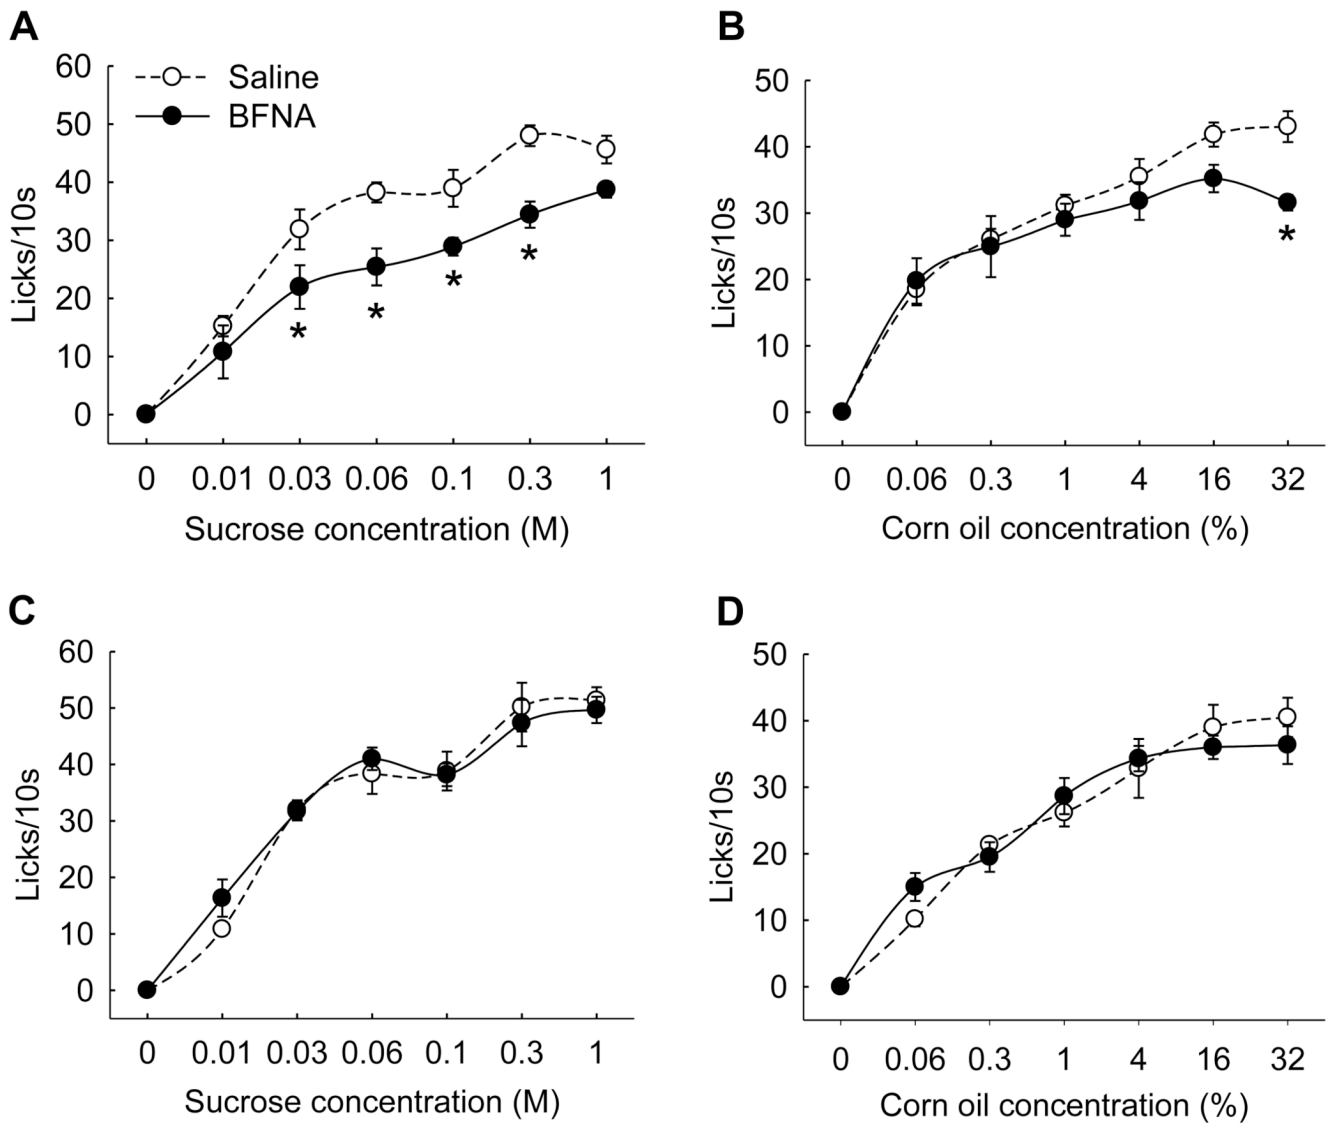 A
60
50
40
30
20
10
0
Licks/10s
Saline
BFNA
*
*
*
*
0 0.01 0.03 0.06 0.1 0.3 1
Sucrose concentration (M)
B
50
40
30
20
10
0
Licks/10s
*
0 0.06 0.3 1 4 16 32
Corn oil concentration (%)
C
60
50
40
30
20
10
0
Licks/10s
0 0.01 0.03 0.06 0.1 0.3 1
Sucrose concentration (M)
D
50
40
30
20
10
0
Licks/10s
0 0.06 0.3 1 4 16 32
Corn oil concentration (%)